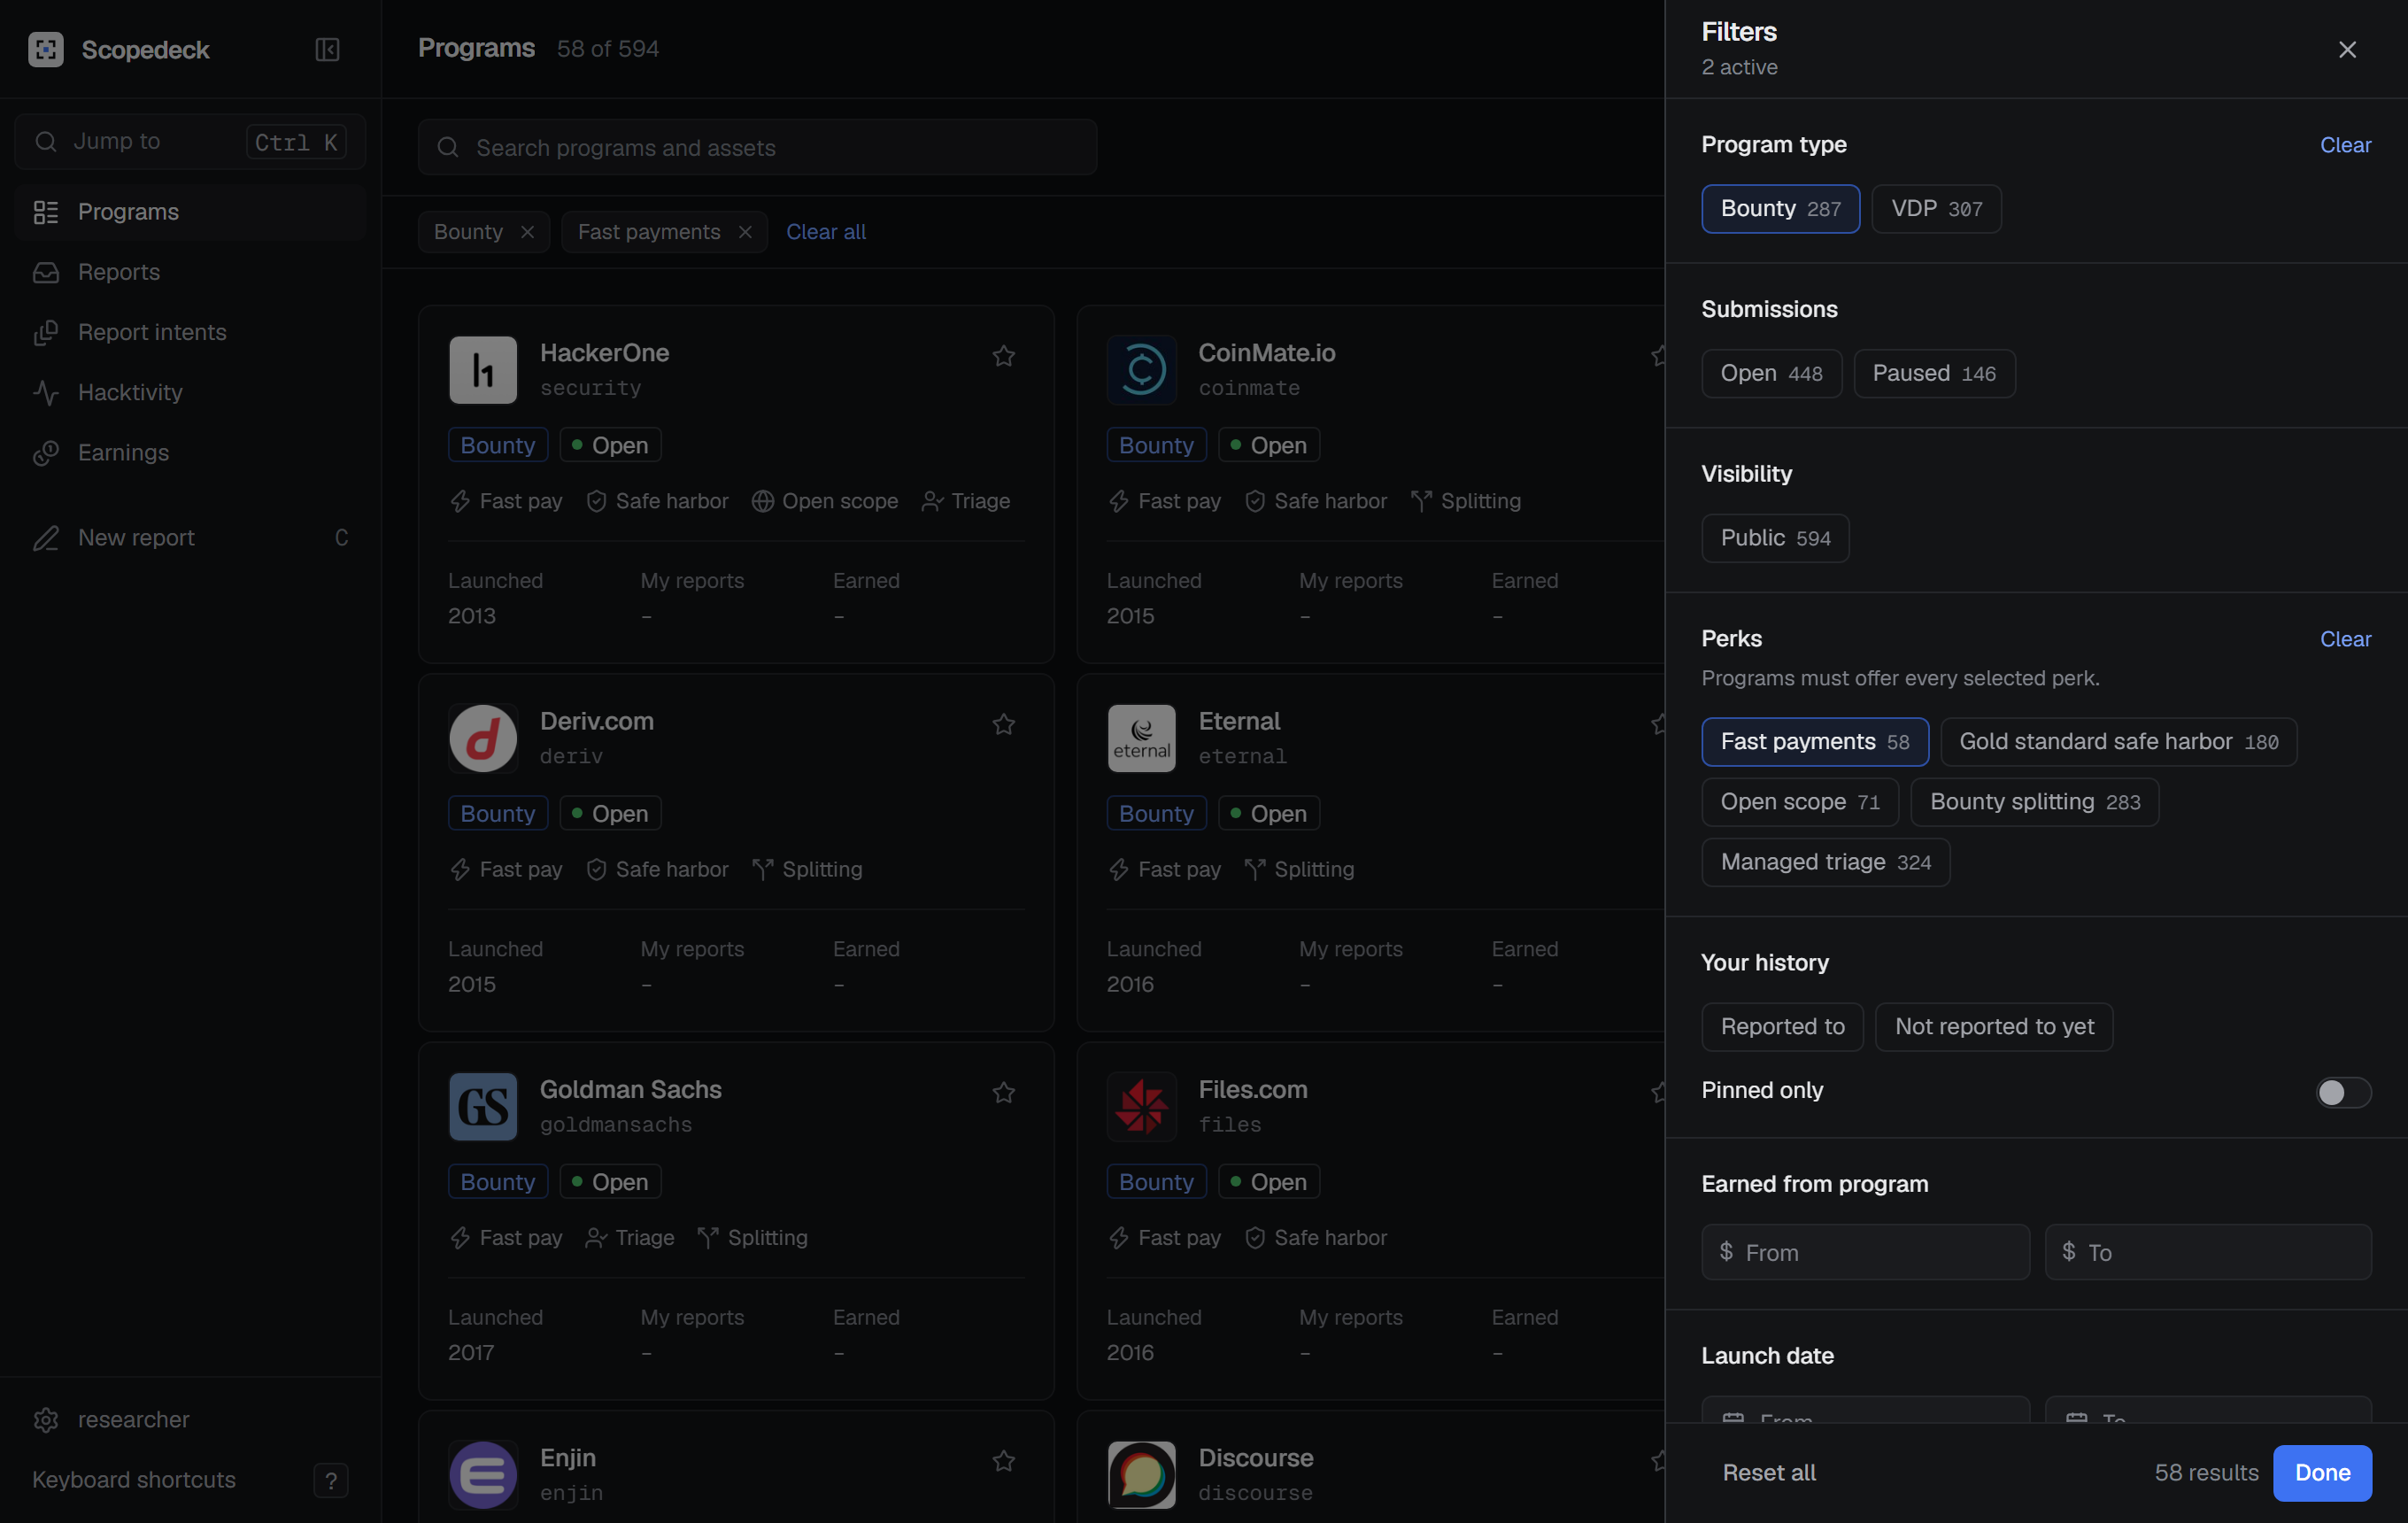 Scopedeck
Jump to Ctrl K
Programs
Reports
Report intents
Hacktivity
Earnings
New report C
researcher
Keyboard shortcuts ?
Programs 58 of 594
Search programs and assets
Bounty Fast payments Clear all
h1
HackerOne
security
Bounty Open
Fast pay Safe harbor Open scope Triage
Launched My reports Earned
2013 – –
CoinMate.io
coinmate
Bounty Open
Fast pay Safe harbor Splitting
Launched My reports Earned
2015 – –
d
Deriv.com
deriv
Bounty Open
Fast pay Safe harbor Splitting
Launched My reports Earned
2015 – –
eternal
Eternal
eternal
Bounty Open
Fast pay Splitting
Launched My reports Earned
2016 – –
GS
Goldman Sachs
goldmansachs
Bounty Open
Fast pay Triage Splitting
Launched My reports Earned
2017 – –
Files.com
files
Bounty Open
Fast pay Safe harbor
Launched My reports Earned
2016 – –
Enjin
enjin
Discourse
discourse
Filters
2 active
Program type Clear
Bounty 287 VDP 307
Submissions
Open 448 Paused 146
Visibility
Public 594
Perks Clear
Programs must offer every selected perk.
Fast payments 58 Gold standard safe harbor 180
Open scope 71 Bounty splitting 283
Managed triage 324
Your history
Reported to Not reported to yet
Pinned only
Earned from program
$ From $ To
Launch date
From To
Reset all 58 results Done